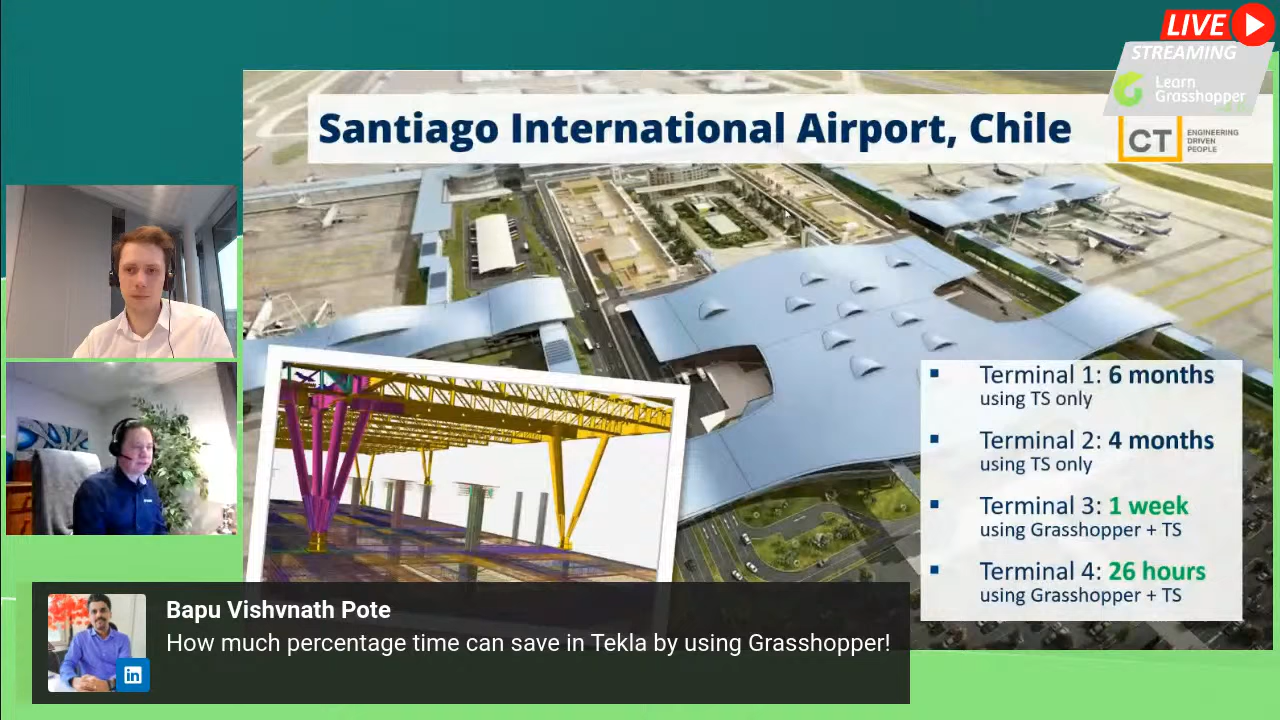 LIVE
STREAMING
Learn
Grasshopper
Santiago International Airport, Chile
CT
ENGINEERING
DRIVEN
PEOPLE
▪ Terminal 1: 6 months
using TS only
▪ Terminal 2: 4 months
using TS only
▪ Terminal 3: 1 week
using Grasshopper + TS
▪ Terminal 4: 26 hours
using Grasshopper + TS
Bapu Vishvnath Pote
How much percentage time can save in Tekla by using Grasshopper!
in